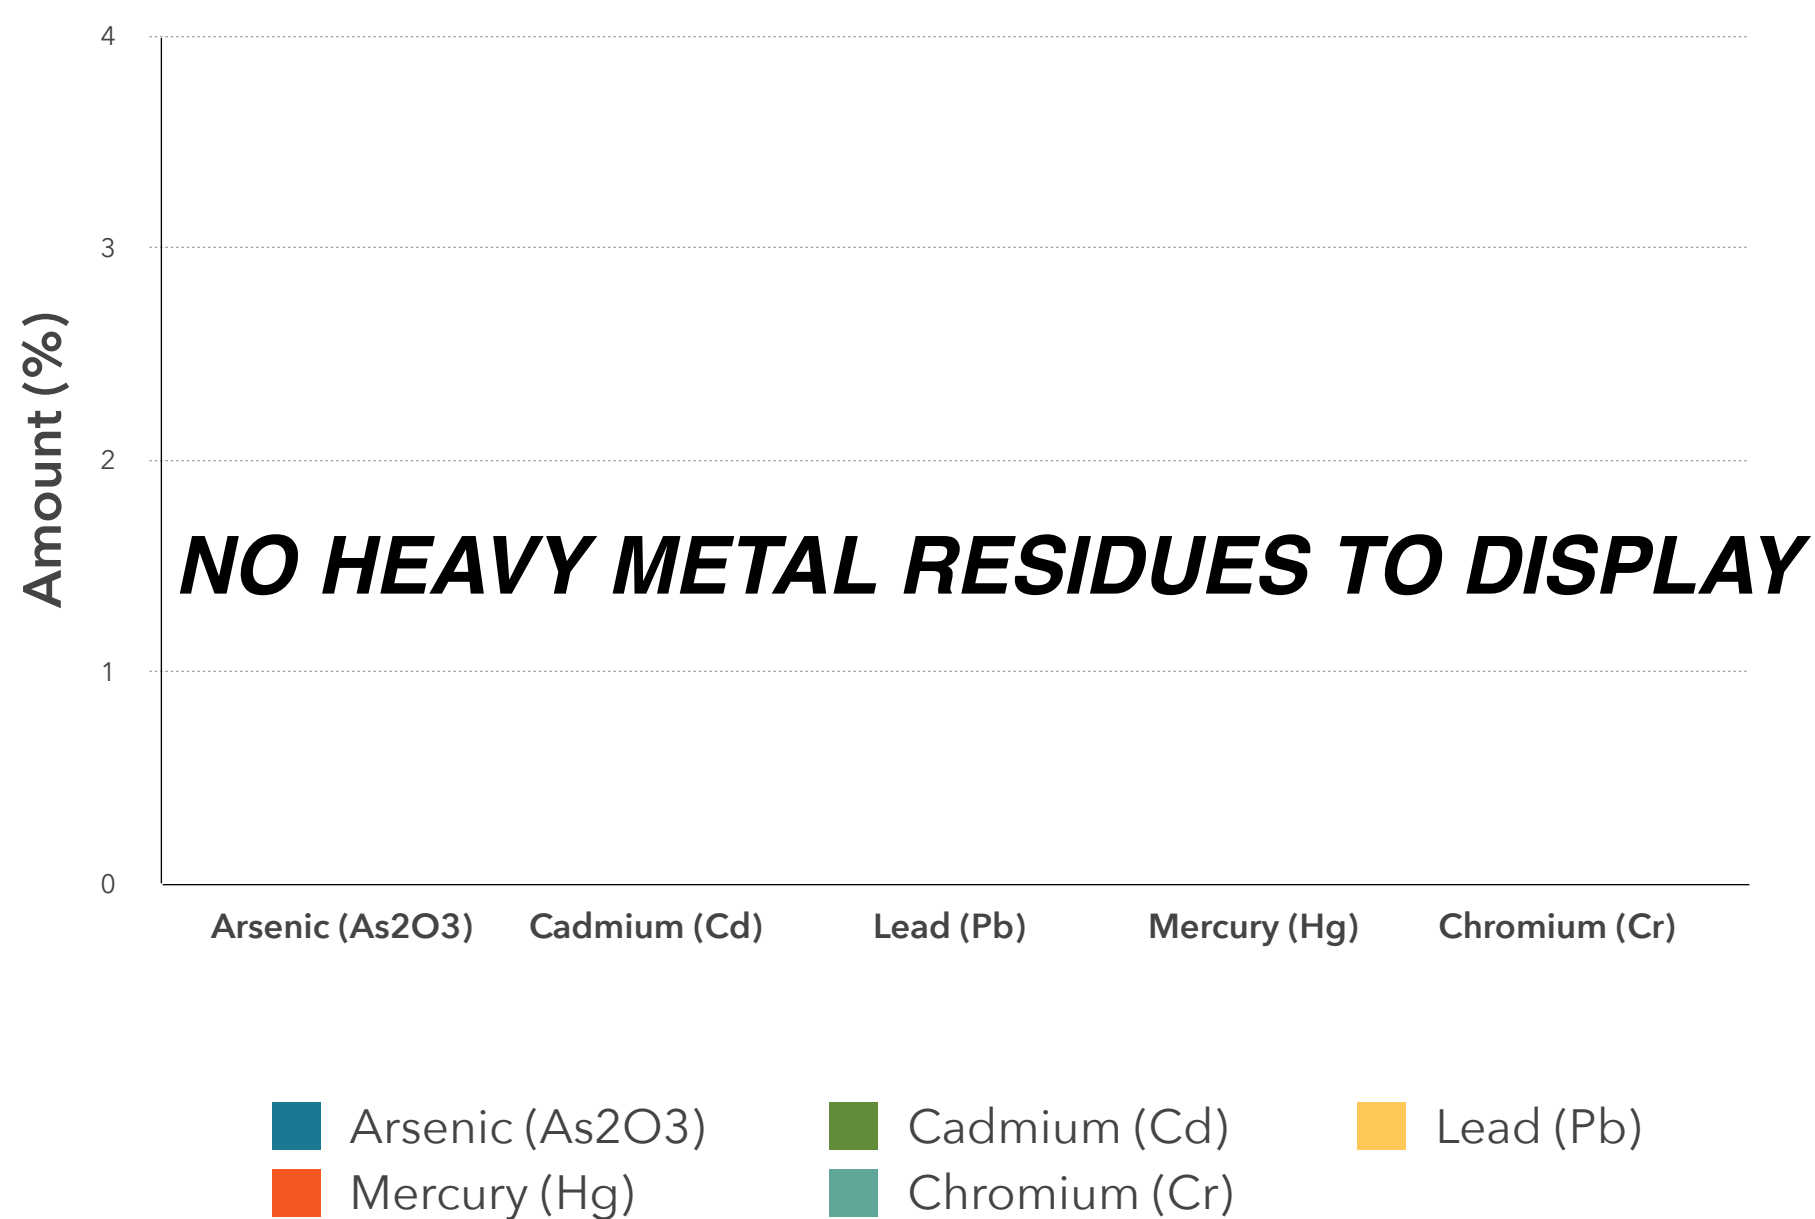 4
3
2
1
0
Amount (%)
NO HEAVY METAL RESIDUES TO DISPLAY
Arsenic (As2O3) Cadmium (Cd) Lead (Pb) Mercury (Hg) Chromium (Cr)
Arsenic (As2O3) Cadmium (Cd) Lead (Pb)
Mercury (Hg) Chromium (Cr)